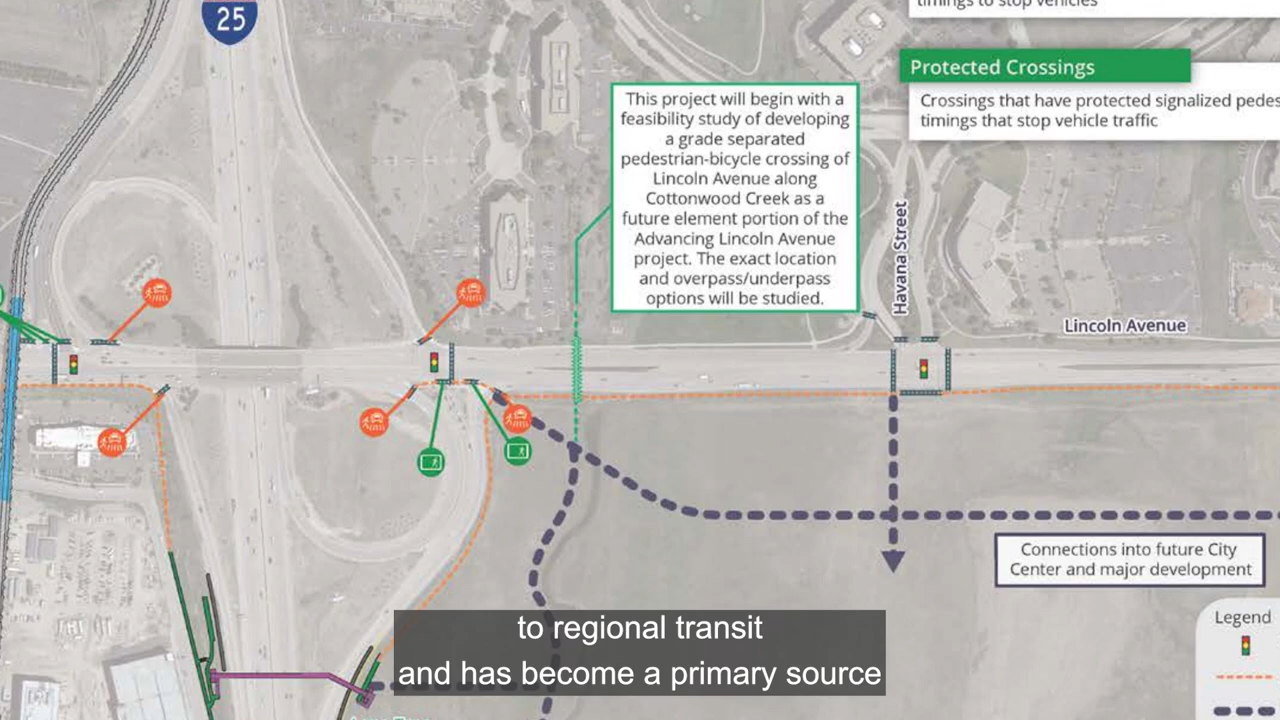 25
timings to stop vehicles
Protected Crossings
Crossings that have protected signalized pedes
timings that stop vehicle traffic
This project will begin with a
feasibility study of developing
a grade separated
pedestrian-bicycle crossing of
Lincoln Avenue along
Cottonwood Creek as a
future element portion of the
Advancing Lincoln Avenue
project. The exact location
and overpass/underpass
options will be studied.
Havana Street
Lincoln Avenue
Connections into future City
Center and major development
Legend
to regional transit
and has become a primary source